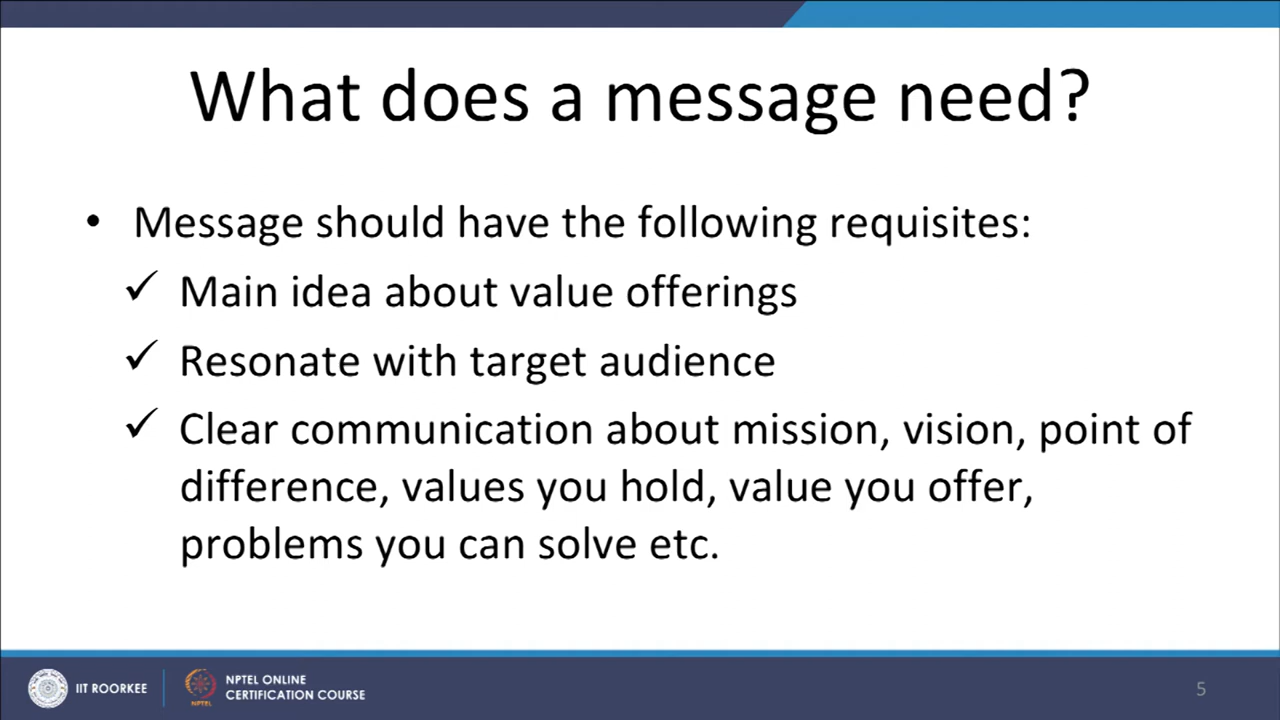 What does a message need?
• Message should have the following requisites:
✓ Main idea about value offerings
✓ Resonate with target audience
✓ Clear communication about mission, vision, point of
difference, values you hold, value you offer,
problems you can solve etc.
IIT ROORKEE
NPTEL ONLINE
CERTIFICATION COURSE
NPTEL
5